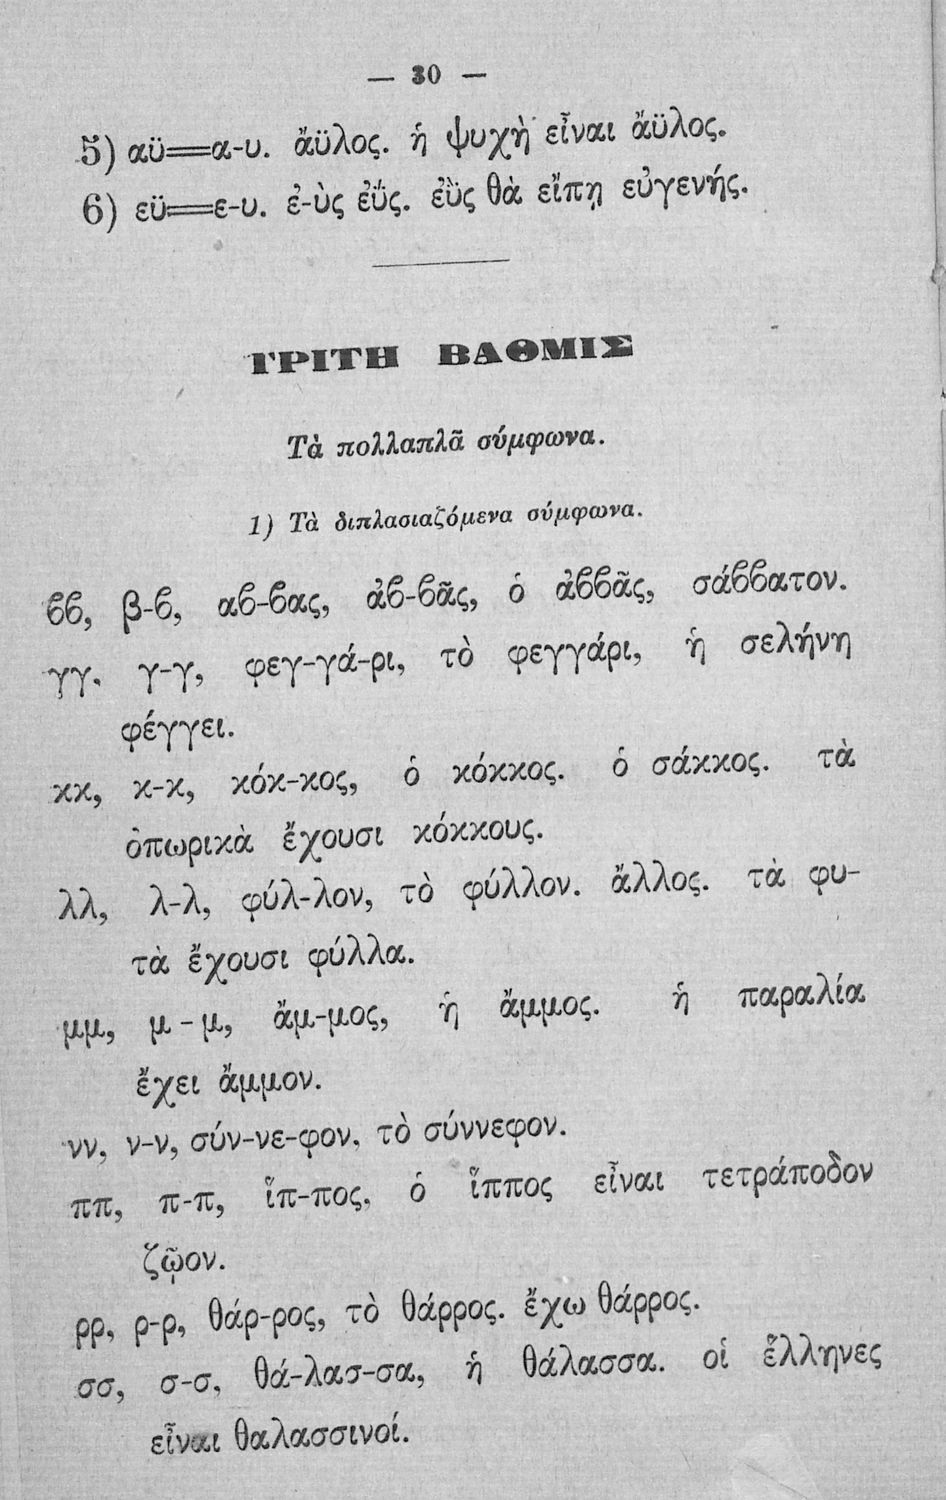 — 30 —
5) αϋ=α-υ. ἄϋλος. ἡ ψυχὴ εἶναι ἄϋλος.
6) εϋ=ε-υ. ἐ-ὺς ἐΰς. ἐῢς θὰ εἴπῃ εὐγενής.
ΤΡΙΤΗ ΒΑΘΜΙΣ
Τὰ πολλαπλᾶ σύμφωνα.
1) Τὰ διπλασιαζόμενα σύμφωνα.
ϐϐ, β-ϐ, αϐ-ϐας, ἀϐ-ϐᾶς, ὁ ἀϐϐᾶς, σάϐϐατον.
γγ. γ-γ, φεγ-γά-ρι, τὸ φεγγάρι, ἡ σελήνη
φέγγει.
κκ, κ-κ, κόκ-κος, ὁ κόκκος. ὁ σάκκος. τὰ
ὀπωρικὰ ἔχουσι κόκκους.
λλ, λ-λ, φύλ-λον, τὸ φύλλον. ἄλλος. τὰ φυ-
τὰ ἔχουσι φύλλα.
μμ, μ-μ, ἄμ-μος, ἡ ἄμμος. ἡ παραλία
ἔχει ἄμμον.
νν, ν-ν, σύν-νε-φον, τὸ σύννεφον.
ππ, π-π, ἵπ-πος, ὁ ἵππος εἶναι τετράποδον
ζῷον.
ρρ, ρ-ρ, θάρ-ρος, τὸ θάρρος. ἔχω θάρρος.
σσ, σ-σ, θά-λασ-σα, ἡ θάλασσα. οἱ ἕλληνες
εἶναι θαλασσινοί.